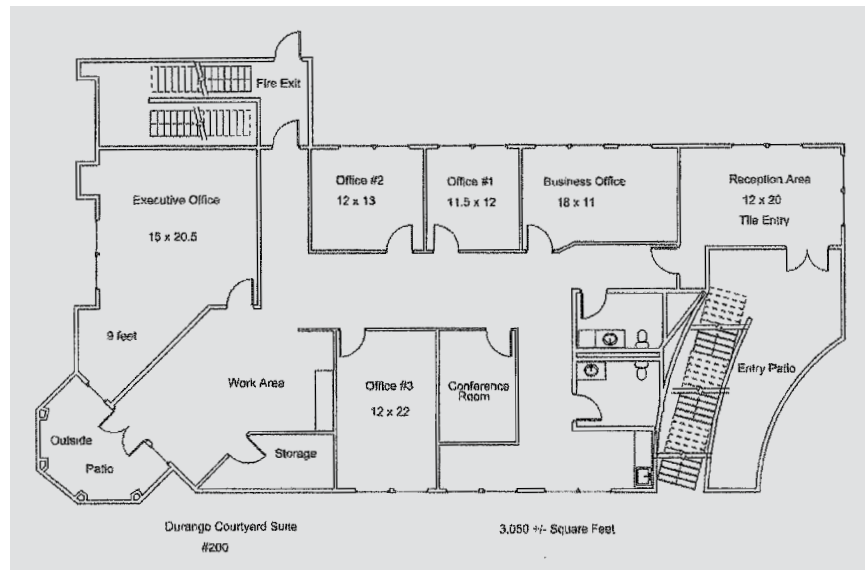 Fire Exit
Office #2
12 x 13
Office #1
11.5 x 12
Business Office
18 x 11
Reception Area
12 x 20
Tile Entry
Executive Office
15 x 20.5
9 feet
Work Area
Office #3
12 x 22
Conference
Room
Entry Patio
Outside
Patio
Storage
Durango Courtyard Suite
#200
3,050 +/- Square Feet